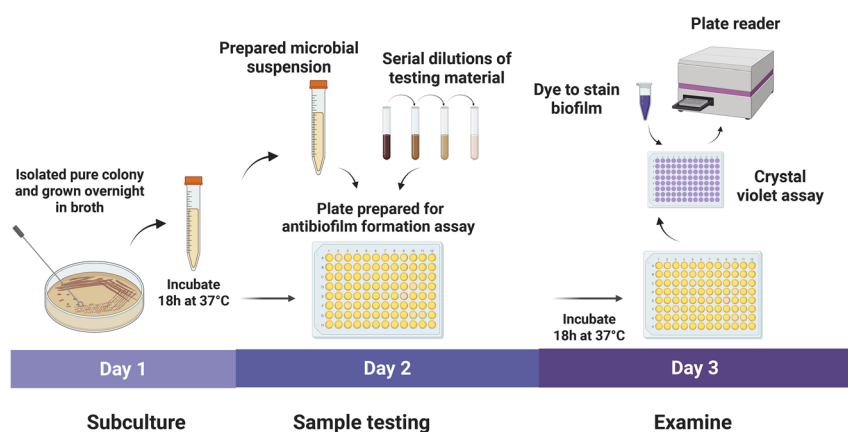 Plate reader
Prepared microbial
suspension
Serial dilutions of
testing material
Dye to stain
biofilm
Isolated pure colony
and grown overnight
in broth
Crystal
violet assay
Plate prepared for
antibiofilm formation assay
Incubate
18h at 37°C
Incubate
18h at 37°C
Day 1
Day 2
Day 3
Subculture
Sample testing
Examine